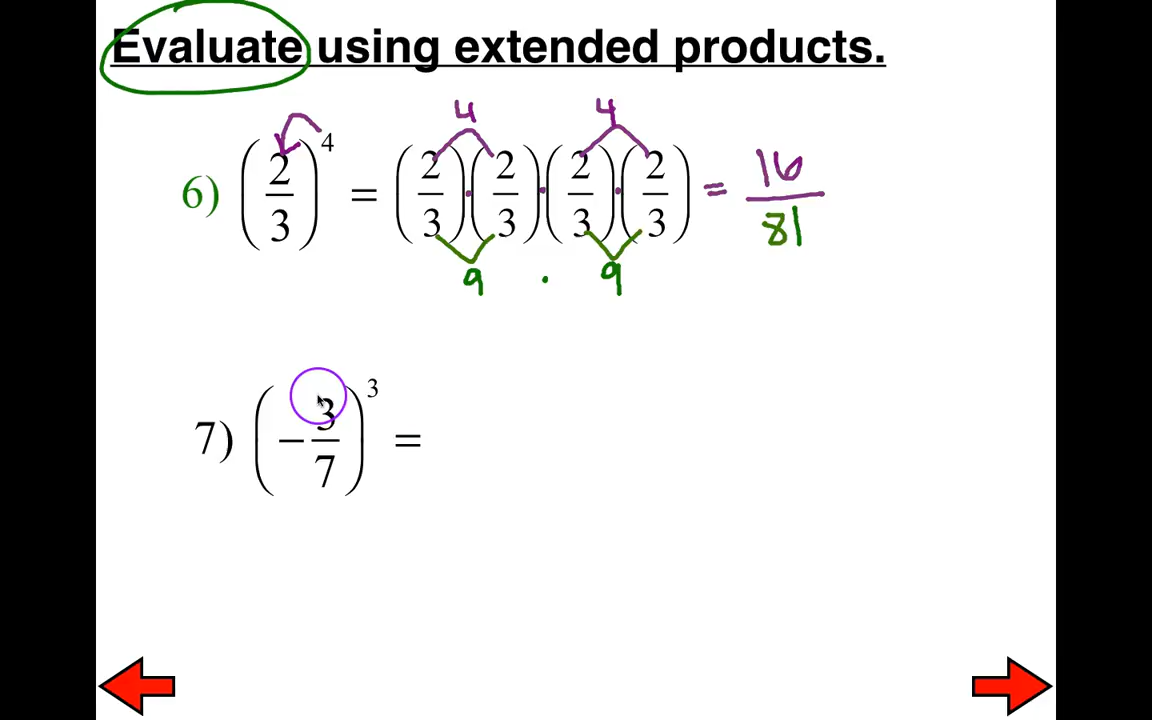 Evaluate using extended products.
4 4
6) (2/3)^4 = (2/3)·(2/3)·(2/3)·(2/3) = 16/81
9 · 9
7) (-3/7)^3 =